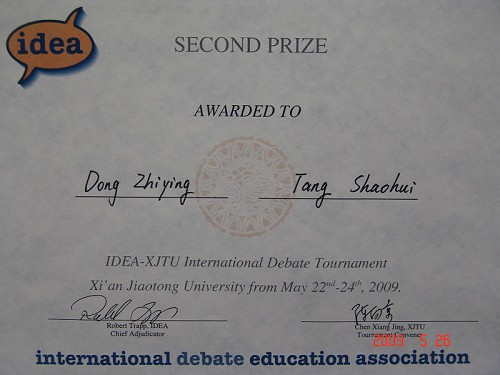 idea
SECOND PRIZE
AWARDED TO
Dong Zhiying Tang Shaohui
IDEA-XJTU International Debate Tournament
Xi'an Jiaotong University from May 22nd-24th, 2009.
Robert Trapp, IDEA Chen Xiang Jing, XJTU
Chief Adjudicator Tournament Convener
2009 5 26
international debate education association